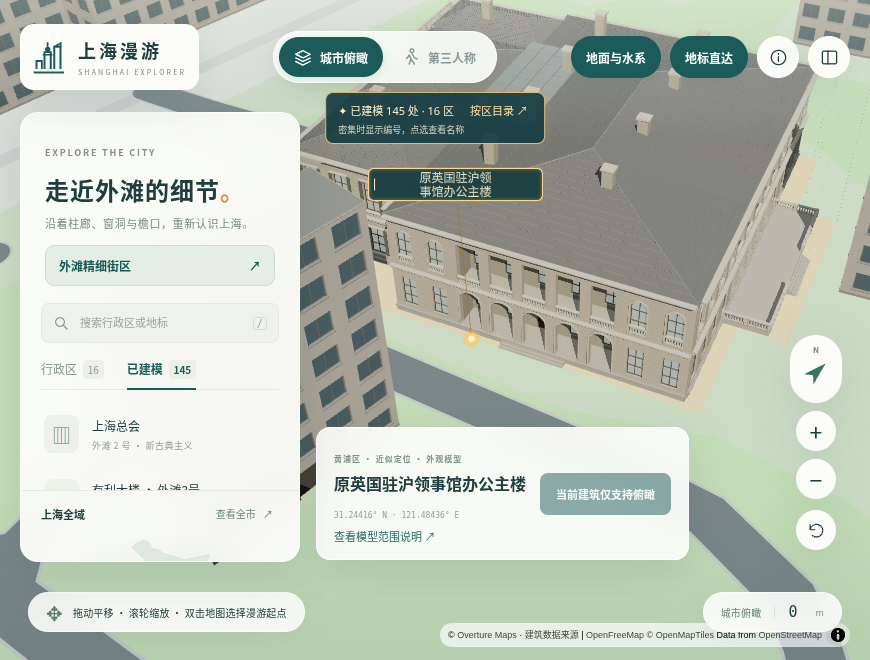 上海漫游
SHANGHAI EXPLORER
城市俯瞰
第三人称
地面与水系
地标直达
✦ 已建模 145 处 · 16 区 按区目录 ↗
密集时显示编号，点选查看名称
原英国驻沪领
事馆办公主楼
EXPLORE THE CITY
走近外滩的细节。
沿着柱廊、窗洞与檐口，重新认识上海。
外滩精细街区 ↗
搜索行政区或地标 /
行政区 16 已建模 145
上海总会
外滩 2 号 · 新古典主义
有利大楼 · 外滩3号
上海全域 查看全市 ↗
N
+
−
黄浦区 · 近似定位 · 外观模型
原英国驻沪领事馆办公主楼
当前建筑仅支持俯瞰
31.24416° N · 121.48436° E
查看模型范围说明 ↗
拖动平移 · 滚轮缩放 · 双击地图选择漫游起点
城市俯瞰 0 m
© Overture Maps · 建筑数据来源 | OpenFreeMap © OpenMapTiles Data from OpenStreetMap